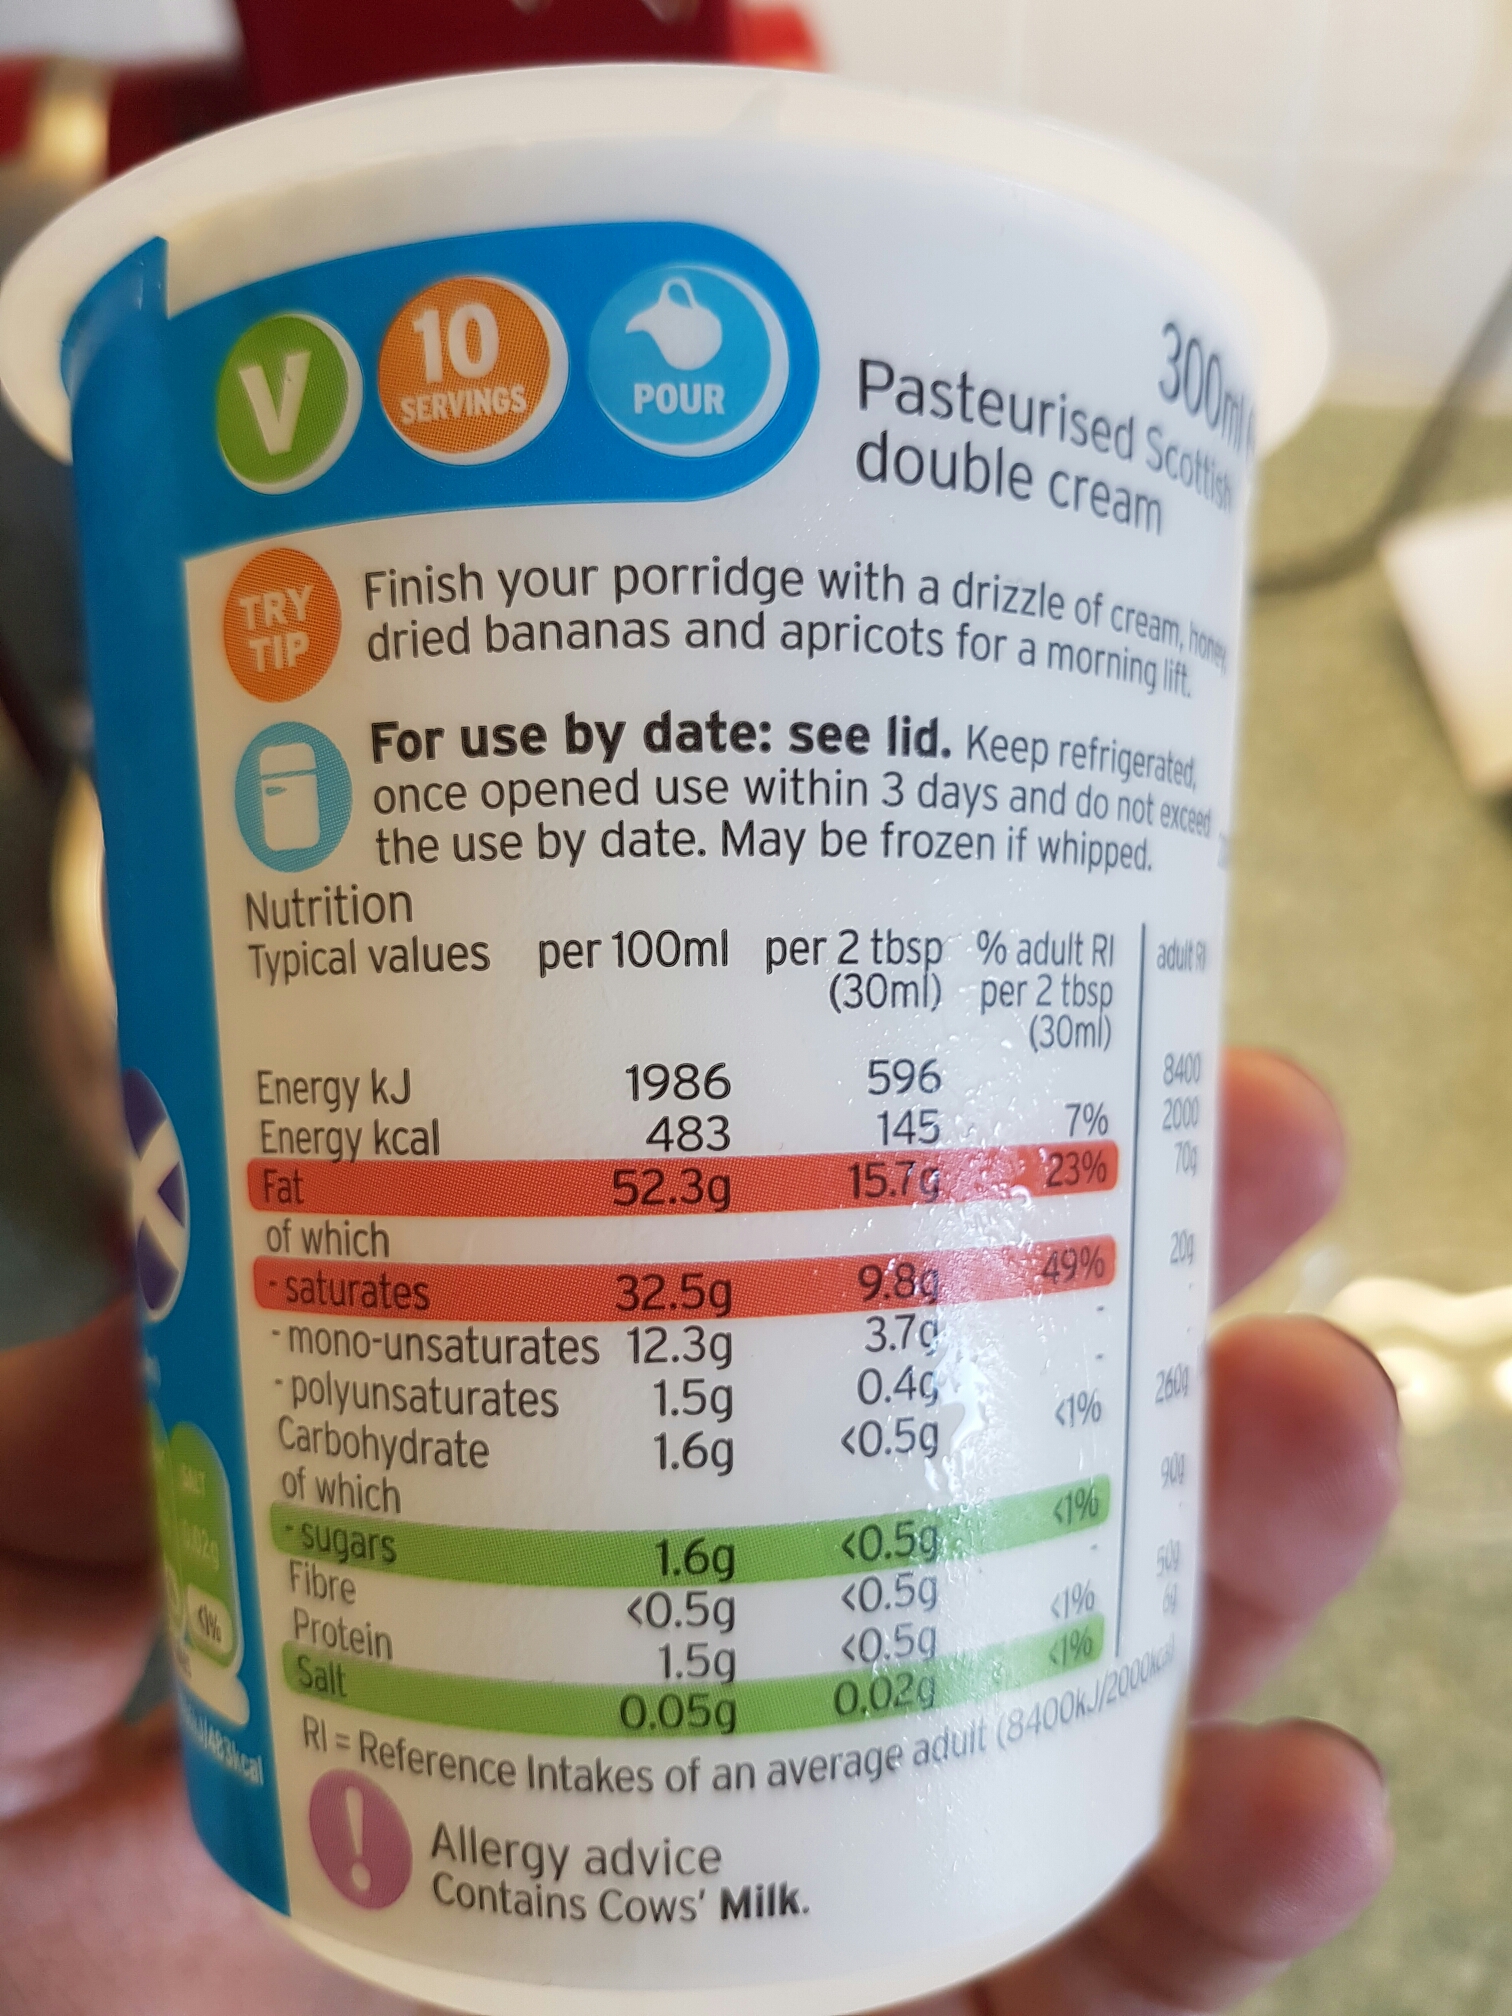 V
10
SERVINGS
POUR
300ml
Pasteurised Scottish
double cream
TRY
TIP
Finish your porridge with a drizzle of cream, honey,
dried bananas and apricots for a morning lift.
For use by date: see lid. Keep refrigerated,
once opened use within 3 days and do not exceed
the use by date. May be frozen if whipped.
Nutrition
Typical values per 100ml per 2 tbsp % adult RI adult RI
(30ml) per 2 tbsp
(30ml)
Energy kJ 1986 596 8400
Energy kcal 483 145 7% 2000
Fat 52.3g 15.7g 23% 70g
of which
- saturates 32.5g 9.8g 49% 20g
- mono-unsaturates 12.3g 3.7g - -
- polyunsaturates 1.5g 0.4g - -
Carbohydrate 1.6g <0.5g <1% 260g
of which
- sugars 1.6g <0.5g <1% 90g
Fibre <0.5g <0.5g - -
Protein 1.5g <0.5g <1% 50g
Salt 0.05g 0.02g <1% 6g
RI = Reference Intakes of an average adult (8400kJ/2000kcal)
Allergy advice
Contains Cows' Milk.
SALT
0.02g
<1%
483kcal